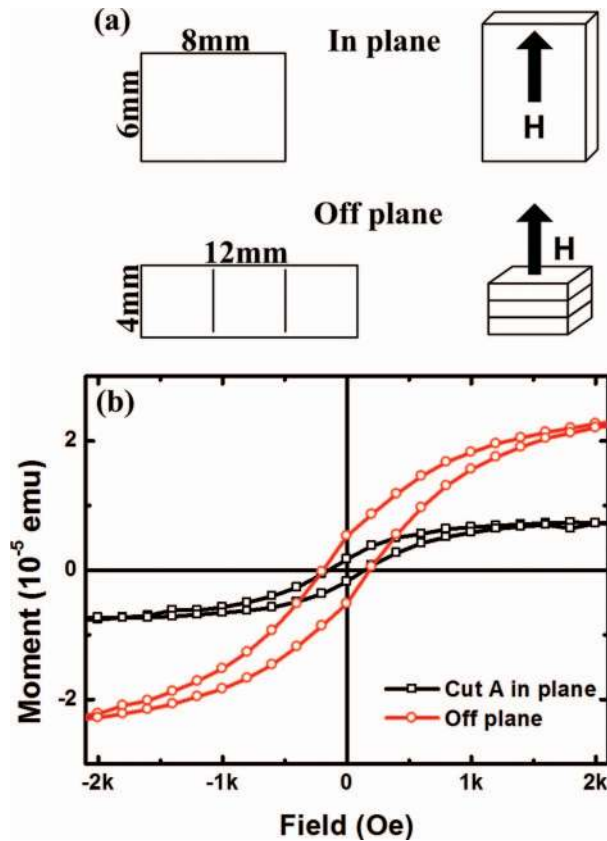 (a)
8mm
In plane
6mm
H
Off plane
12mm
H
4mm
(b)
2
0
-2
Moment (10⁻⁵ emu)
Cut A in plane
Off plane
-2k
-1k
0
1k
2k
Field (Oe)